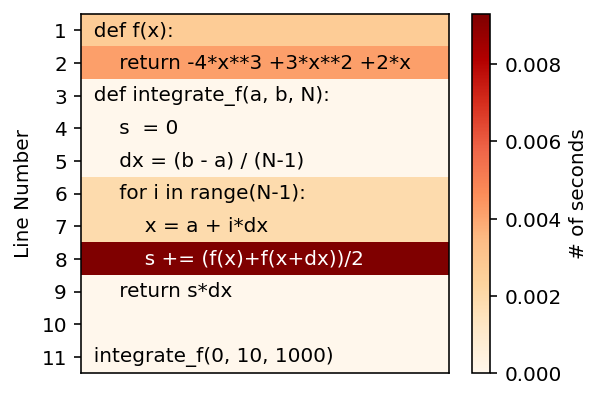 1 def f(x):
2 return -4*x**3 +3*x**2 +2*x
3 def integrate_f(a, b, N):
4 s  = 0
5 dx = (b - a) / (N-1)
6 for i in range(N-1):
7 x = a + i*dx
8 s += (f(x)+f(x+dx))/2
9 return s*dx
10
11 integrate_f(0, 10, 1000)
Line Number
0.008
0.006
0.004
0.002
0.000
# of seconds